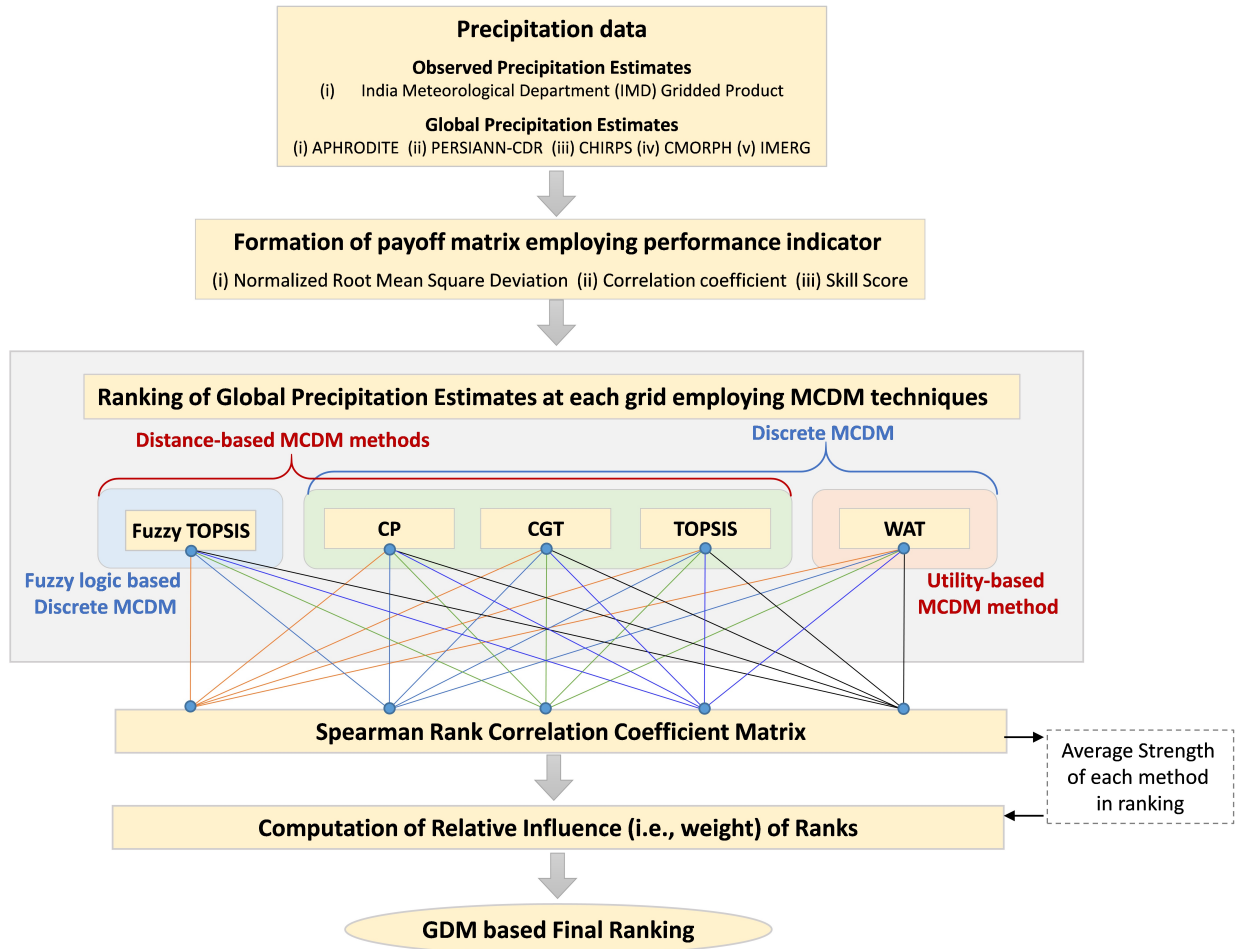 Precipitation data
Observed Precipitation Estimates
(i) India Meteorological Department (IMD) Gridded Product
Global Precipitation Estimates
(i) APHRODITE (ii) PERSIANN-CDR (iii) CHIRPS (iv) CMORPH (v) IMERG
Formation of payoff matrix employing performance indicator
(i) Normalized Root Mean Square Deviation (ii) Correlation coefficient (iii) Skill Score
Ranking of Global Precipitation Estimates at each grid employing MCDM techniques
Distance-based MCDM methods
Discrete MCDM
Fuzzy TOPSIS
CP
CGT
TOPSIS
WAT
Fuzzy logic based
Discrete MCDM
Utility-based
MCDM method
Spearman Rank Correlation Coefficient Matrix
Average Strength
of each method
in ranking
Computation of Relative Influence (i.e., weight) of Ranks
GDM based Final Ranking